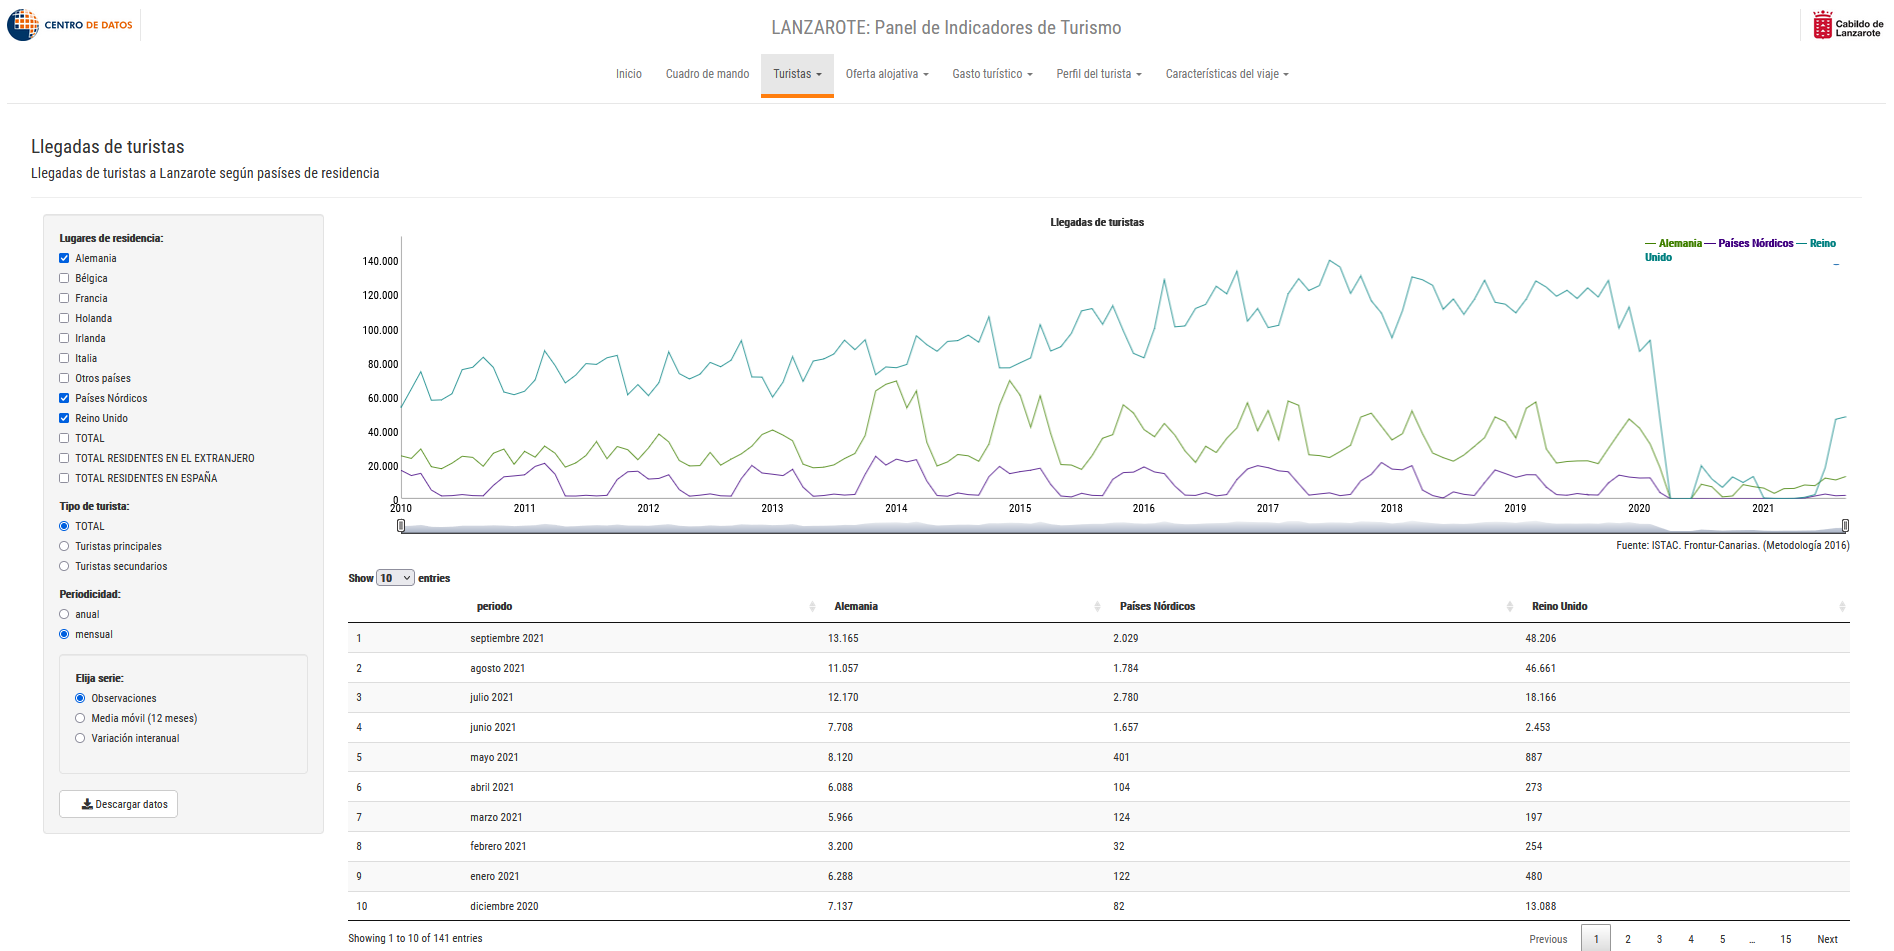 CENTRO DE DATOS
LANZAROTE: Panel de Indicadores de Turismo
Cabildo de
Lanzarote
Inicio
Cuadro de mando
Turistas
Oferta alojativa
Gasto turístico
Perfil del turista
Características del viaje
Llegadas de turistas
Llegadas de turistas a Lanzarote según pasíses de residencia
Lugares de residencia:
Alemania
Bélgica
Francia
Holanda
Irlanda
Italia
Otros países
Países Nórdicos
Reino Unido
TOTAL
TOTAL RESIDENTES EN EL EXTRANJERO
TOTAL RESIDENTES EN ESPAÑA
Tipo de turista:
TOTAL
Turistas principales
Turistas secundarios
Periodicidad:
anual
mensual
Elija serie:
Observaciones
Media móvil (12 meses)
Variación interanual
Descargar datos
Llegadas de turistas
Alemania Países Nórdicos Reino
Unido
140.000
120.000
100.000
80.000
60.000
40.000
20.000
0
2010 2011 2012 2013 2014 2015 2016 2017 2018 2019 2020 2021
Fuente: ISTAC. Frontur-Canarias. (Metodología 2016)
Show 10 entries
periodo Alemania Países Nórdicos Reino Unido
1 septiembre 2021 13.165 2.029 48.206
2 agosto 2021 11.057 1.784 46.661
3 julio 2021 12.170 2.780 18.166
4 junio 2021 7.708 1.657 2.453
5 mayo 2021 8.120 401 887
6 abril 2021 6.088 104 273
7 marzo 2021 5.966 124 197
8 febrero 2021 3.200 32 254
9 enero 2021 6.288 122 480
10 diciembre 2020 7.137 82 13.088
Showing 1 to 10 of 141 entries
Previous 1 2 3 4 5 … 15 Next